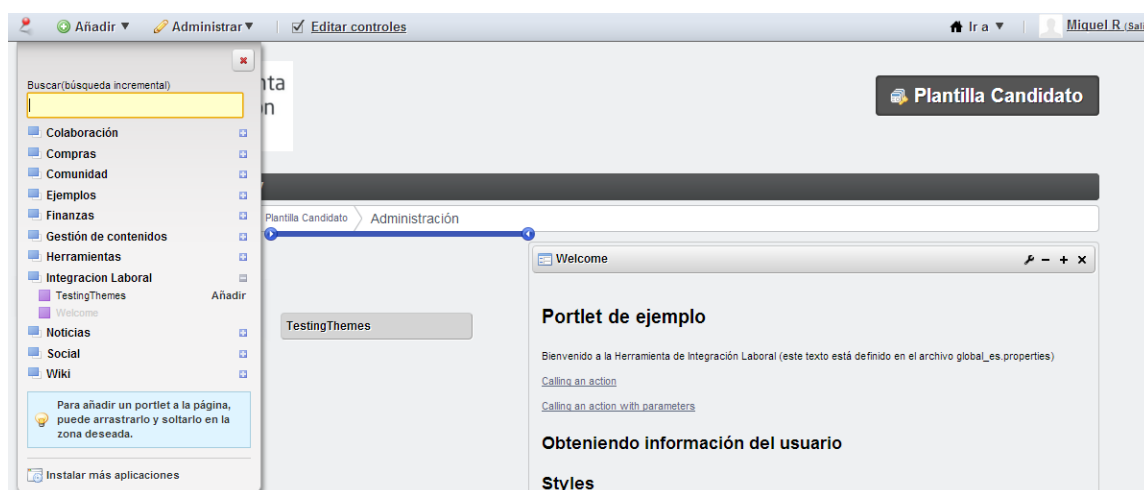 Añadir
Administrar
Editar controles
Ir a
Miquel R (Sali
Buscar(búsqueda incremental)
Colaboración
Compras
Comunidad
Ejemplos
Finanzas
Gestión de contenidos
Herramientas
Integracion Laboral
TestingThemes Añadir
Welcome
Noticias
Social
Wiki
Para añadir un portlet a la página,
puede arrastrarlo y soltarlo en la
zona deseada.
Instalar más aplicaciones
nta
ón
Plantilla Candidato
Plantilla Candidato
Administración
TestingThemes
Welcome
Portlet de ejemplo
Bienvenido a la Herramienta de Integración Laboral (este texto está definido en el archivo global_es.properties)
Calling an action
Calling an action with parameters
Obteniendo información del usuario
Styles